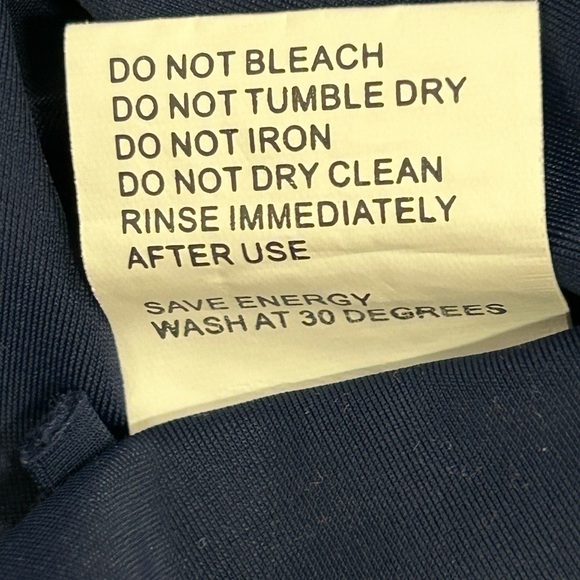 DO NOT BLEACH
DO NOT TUMBLE DRY
DO NOT IRON
DO NOT DRY CLEAN
RINSE IMMEDIATELY
AFTER USE
SAVE ENERGY
WASH AT 30 DEGREES